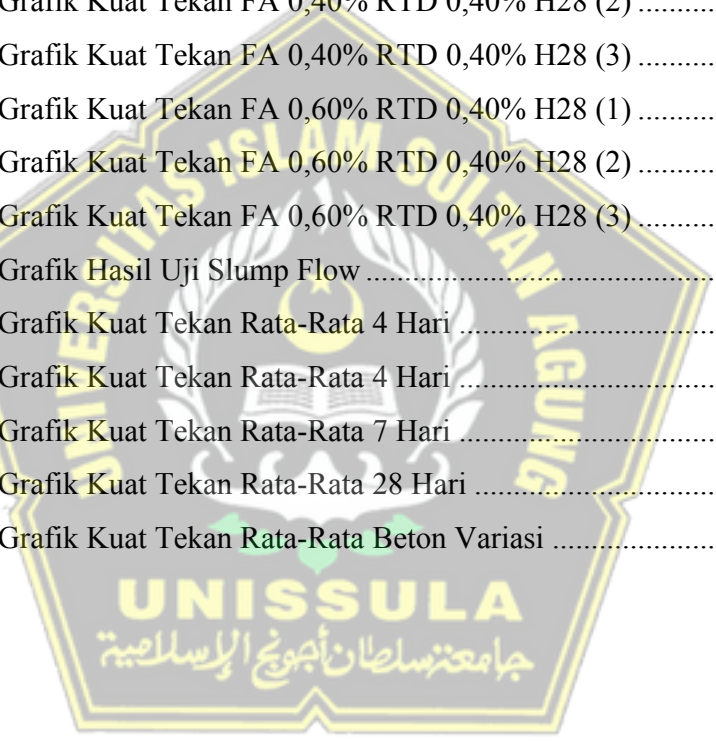 Grafik Kuat Tekan FA 0,40% RTD 0,40% H28 (2) ..........
Grafik Kuat Tekan FA 0,40% RTD 0,40% H28 (3) ..........
Grafik Kuat Tekan FA 0,60% RTD 0,40% H28 (1) ..........
Grafik Kuat Tekan FA 0,60% RTD 0,40% H28 (2) ..........
Grafik Kuat Tekan FA 0,60% RTD 0,40% H28 (3) ..........
Grafik Hasil Uji Slump Flow ..............................................
Grafik Kuat Tekan Rata-Rata 4 Hari .................................
Grafik Kuat Tekan Rata-Rata 4 Hari .................................
Grafik Kuat Tekan Rata-Rata 7 Hari .................................
Grafik Kuat Tekan Rata-Rata 28 Hari ...............................
Grafik Kuat Tekan Rata-Rata Beton Variasi .....................
UNIVERSITAS ISLAM SULTAN AGUNG
UNISSULA
جامعتنسلطان أجونج الإسلامية